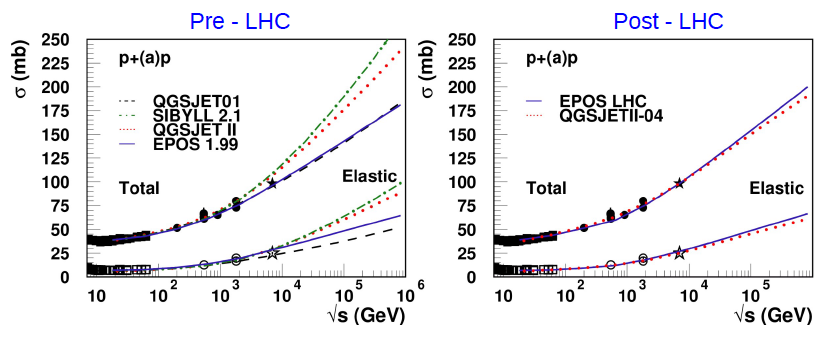 Pre - LHC
σ (mb)
250
225
200
175
150
125
100
75
50
25
0
p+(a)p
QGSJET01
SIBYLL 2.1
QGSJET II
EPOS 1.99
Total
Elastic
10 10² 10³ 10⁴ 10⁵ 10⁶
√s (GeV)
Post - LHC
σ (mb)
250
225
200
175
150
125
100
75
50
25
0
p+(a)p
EPOS LHC
QGSJETII-04
Total
Elastic
10 10² 10³ 10⁴ 10⁵
√s (GeV)